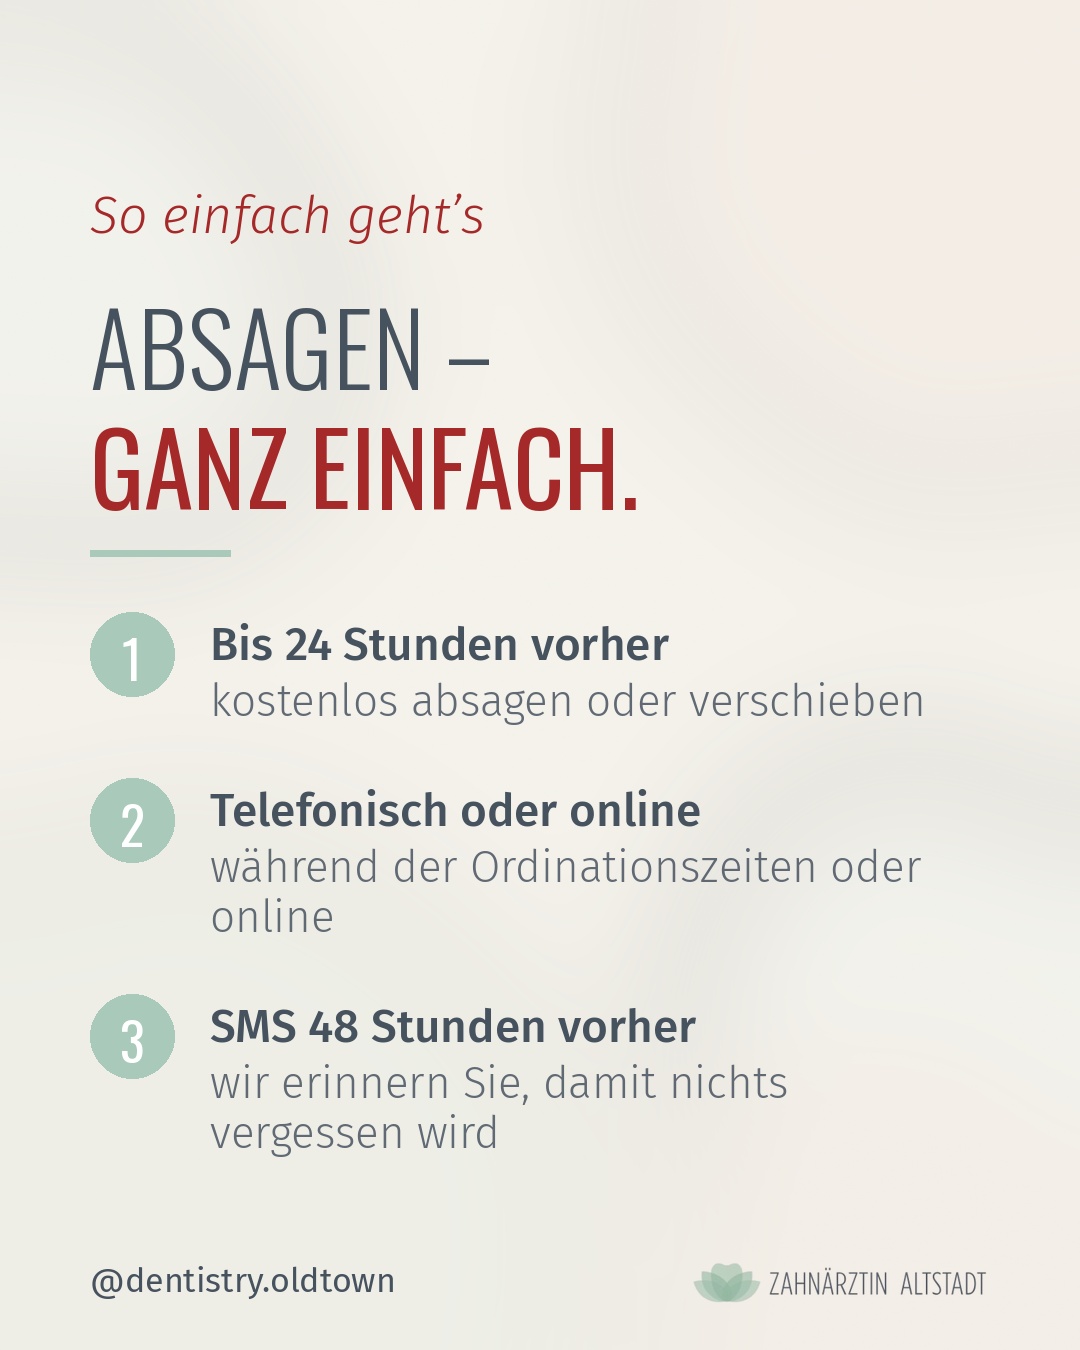 So einfach geht’s
ABSAGEN –
GANZ EINFACH.
1
Bis 24 Stunden vorher
kostenlos absagen oder verschieben
2
Telefonisch oder online
während der Ordinationszeiten oder
online
3
SMS 48 Stunden vorher
wir erinnern Sie, damit nichts
vergessen wird
@dentistry.oldtown
ZAHNÄRZTIN ALTSTADT